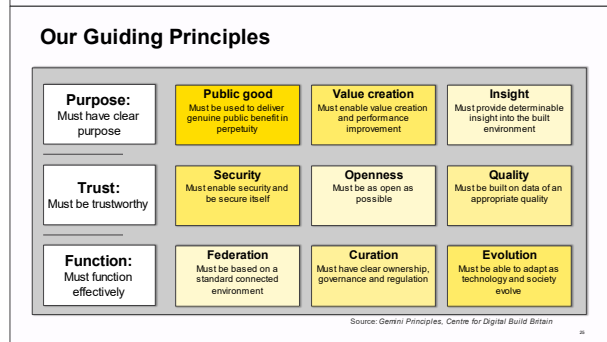 Our Guiding Principles
Purpose:
Must have clear
purpose
Public good
Must be used to deliver
genuine public benefit in
perpetuity
Value creation
Must enable value creation
and performance
improvement
Insight
Must provide determinable
insight into the built
environment
Trust:
Must be trustworthy
Security
Must enable security and
be secure itself
Openness
Must be as open as
possible
Quality
Must be built on data of an
appropriate quality
Function:
Must function
effectively
Federation
Must be based on a
standard connected
environment
Curation
Must have clear ownership,
governance and regulation
Evolution
Must be able to adapt as
technology and society
evolve
Source: Gemini Principles, Centre for Digital Build Britain